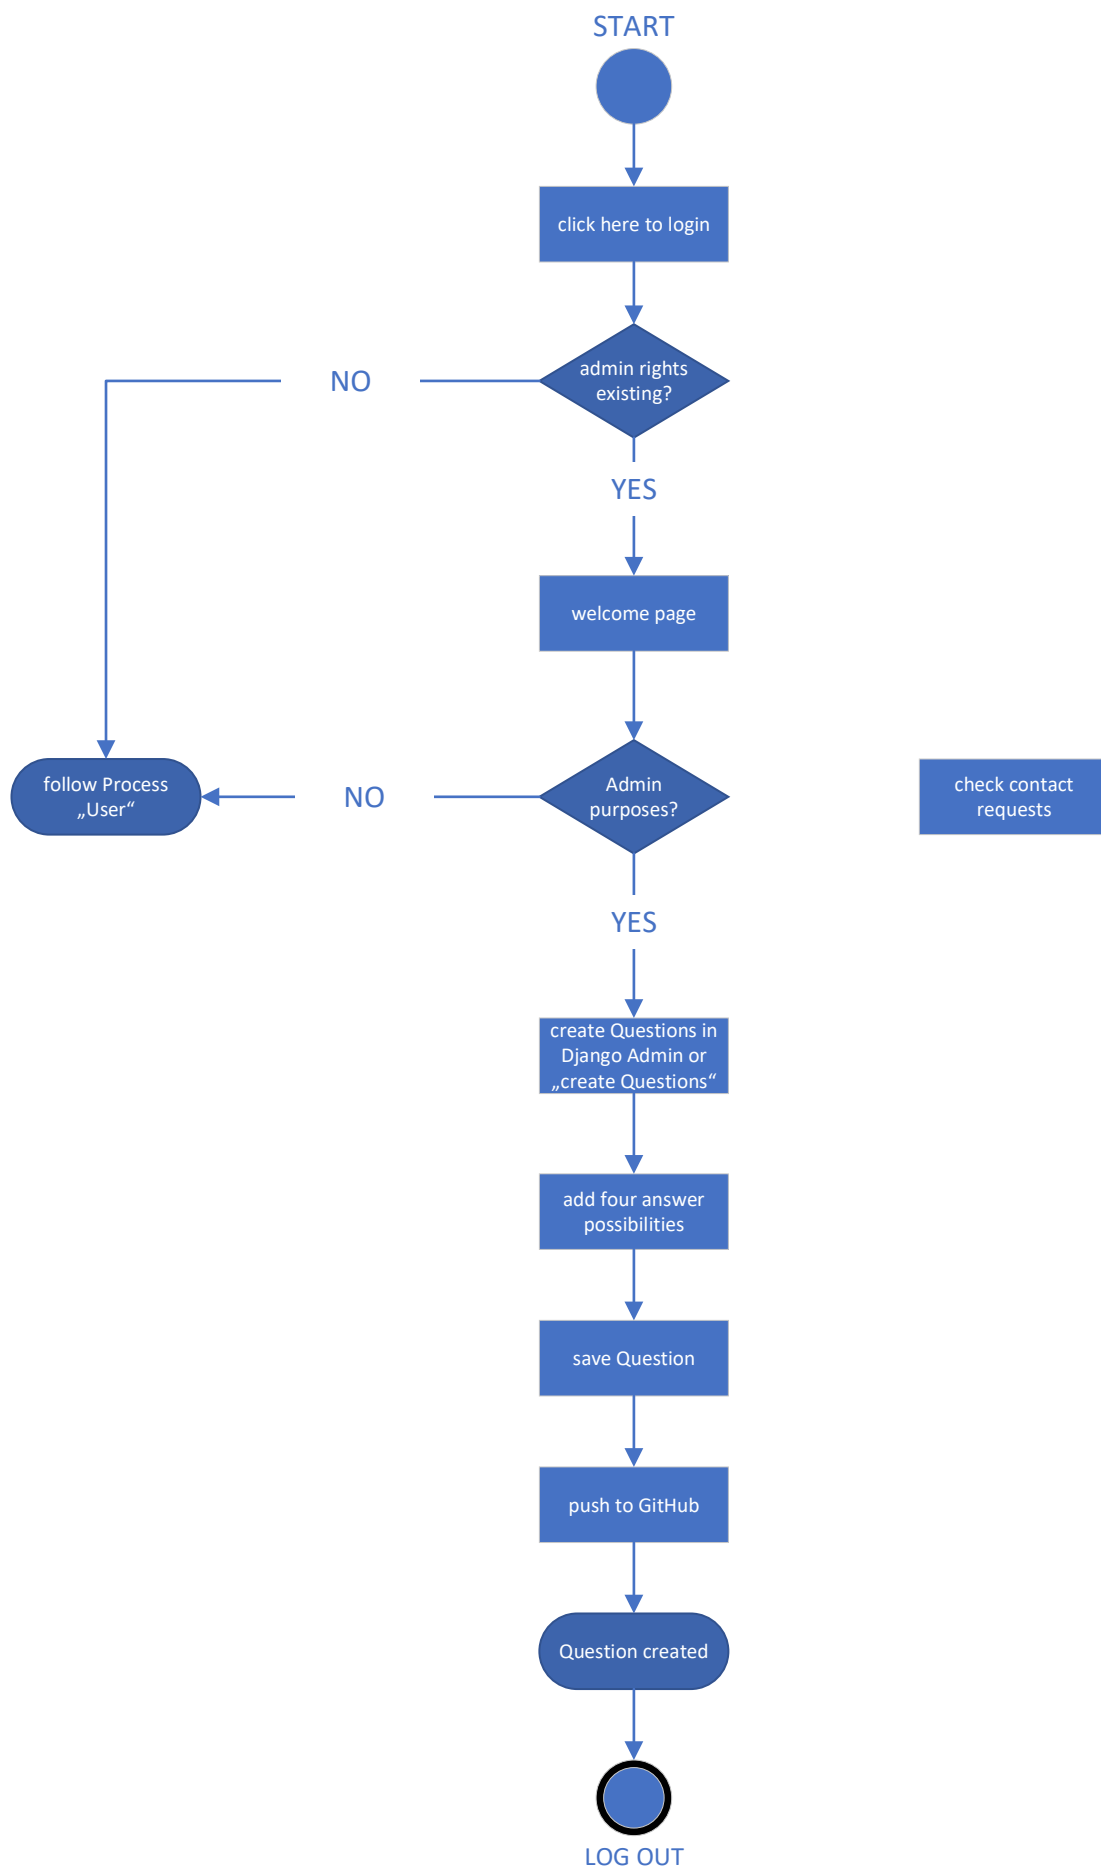 START
click here to login
admin rights
existing?
NO
YES
welcome page
follow Process
„User“
NO
Admin
purposes?
check contact
requests
YES
create Questions in
Django Admin or
„create Questions“
add four answer
possibilities
save Question
push to GitHub
Question created
LOG OUT